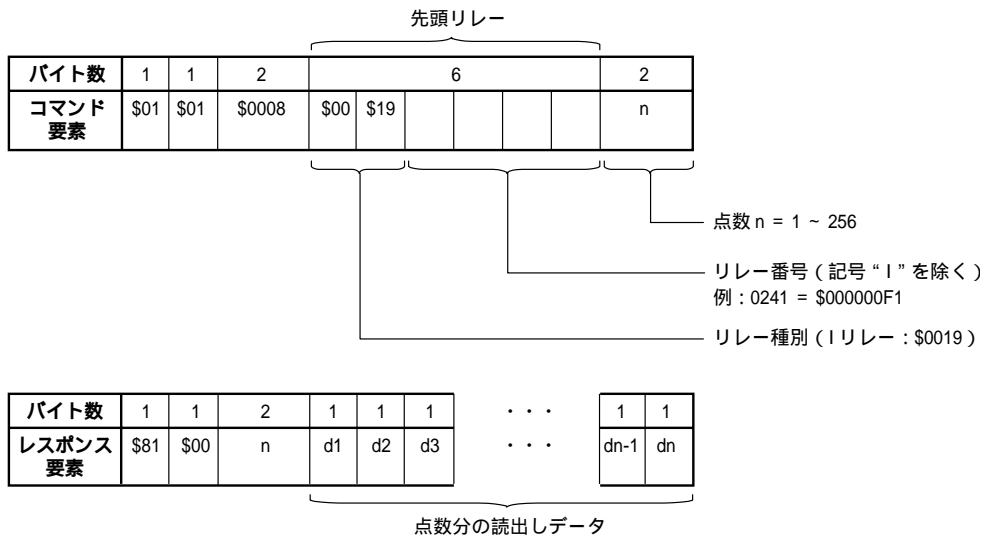 先頭リレー
バイト数 1 1 2 6 2
コマンド要素 $01 $01 $0008 $00 $19 n
点数 n = 1 ~ 256
リレー番号 ( 記号 “ I ” を除く )
例 : 0241 = $000000F1
リレー種別 ( I リレー : $0019 )
バイト数 1 1 2 1 1 1 ・・・ 1 1
レスポンス要素 $81 $00 n d1 d2 d3 ・・・ dn-1 dn
点数分の読出しデータ